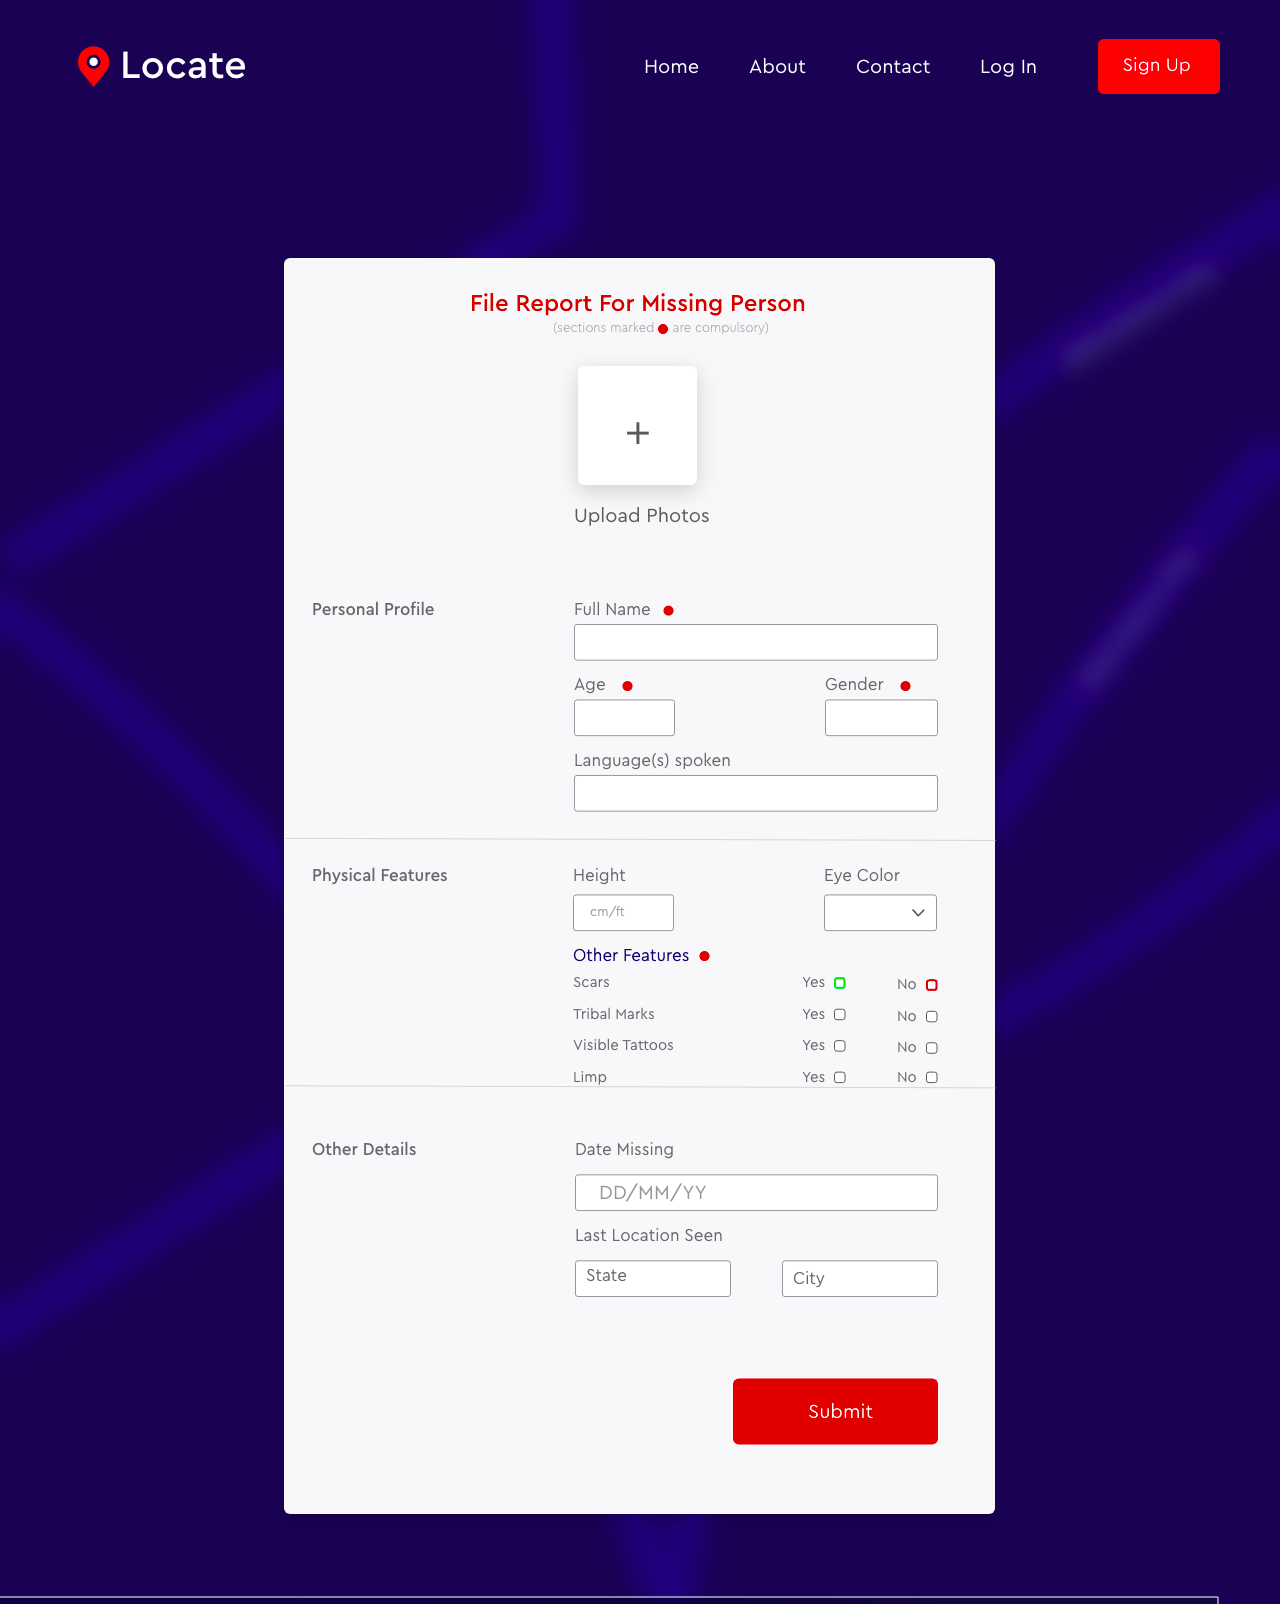 Locate
Home About Contact Log In Sign Up
File Report For Missing Person
(sections marked are compulsory)
+
Upload Photos
Personal Profile
Full Name
Age Gender
Language(s) spoken
Physical Features
Height Eye Color
cm/ft
Other Features
Scars Yes No
Tribal Marks Yes No
Visible Tattoos Yes No
Limp Yes No
Other Details
Date Missing
DD/MM/YY
Last Location Seen
State City
Submit